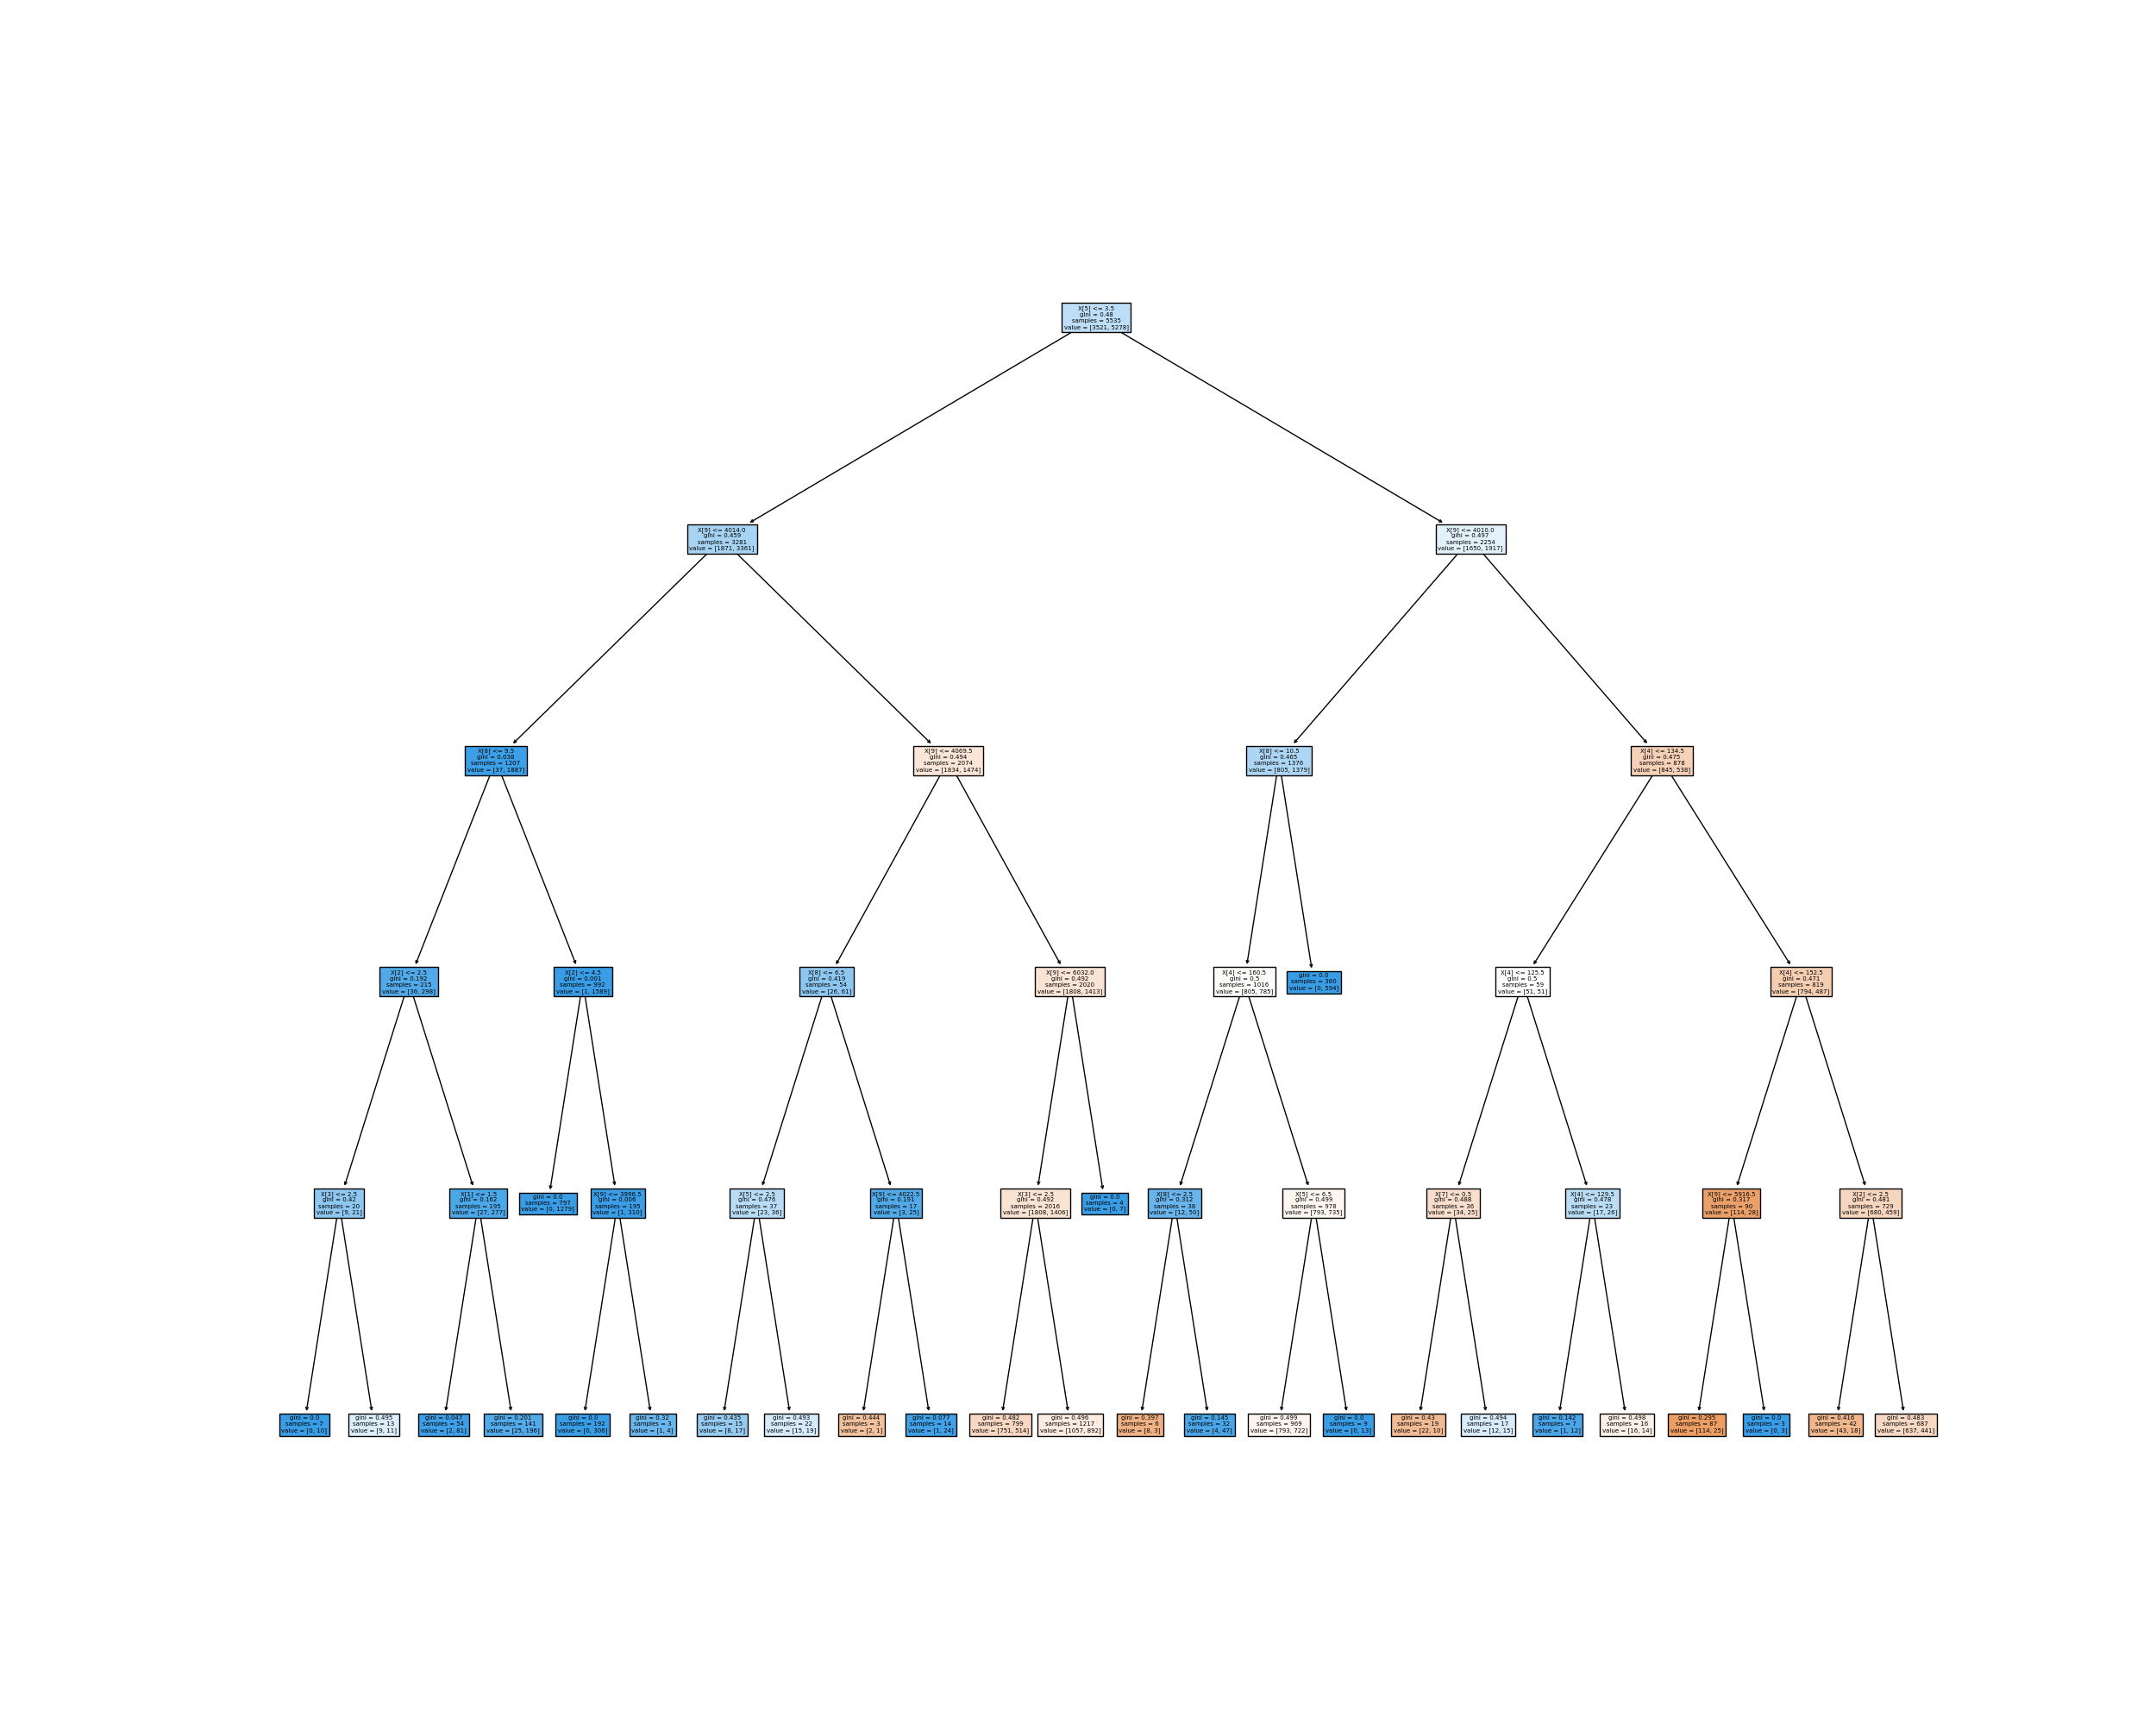 X[5] <= 3.5
gini = 0.48
samples = 5535
value = [3521, 5278]
X[9] <= 4014.0
gini = 0.459
samples = 3281
value = [1871, 3361]
X[9] <= 4010.0
gini = 0.497
samples = 2254
value = [1650, 1917]
X[8] <= 9.5
gini = 0.038
samples = 1207
value = [37, 1887]
X[9] <= 4069.5
gini = 0.494
samples = 2074
value = [1834, 1474]
X[8] <= 10.5
gini = 0.465
samples = 1376
value = [805, 1379]
X[4] <= 134.5
gini = 0.475
samples = 878
value = [845, 538]
X[2] <= 2.5
gini = 0.192
samples = 215
value = [36, 298]
X[2] <= 4.5
gini = 0.001
samples = 992
value = [1, 1589]
X[8] <= 6.5
gini = 0.419
samples = 54
value = [26, 61]
X[9] <= 6032.0
gini = 0.492
samples = 2020
value = [1808, 1413]
X[4] <= 160.5
gini = 0.5
samples = 1016
value = [805, 785]
gini = 0.0
samples = 360
value = [0, 594]
X[4] <= 125.5
gini = 0.5
samples = 59
value = [51, 51]
X[4] <= 152.5
gini = 0.471
samples = 819
value = [794, 487]
X[3] <= 2.5
gini = 0.42
samples = 20
value = [9, 21]
X[1] <= 1.5
gini = 0.162
samples = 195
value = [27, 277]
gini = 0.0
samples = 797
value = [0, 1279]
X[9] <= 3996.5
gini = 0.006
samples = 195
value = [1, 310]
X[5] <= 2.5
gini = 0.476
samples = 37
value = [23, 36]
X[9] <= 4022.5
gini = 0.191
samples = 17
value = [3, 25]
X[3] <= 2.5
gini = 0.492
samples = 2016
value = [1808, 1406]
gini = 0.0
samples = 4
value = [0, 7]
X[8] <= 2.5
gini = 0.312
samples = 38
value = [12, 50]
X[5] <= 6.5
gini = 0.499
samples = 978
value = [793, 735]
X[7] <= 0.5
gini = 0.488
samples = 36
value = [34, 25]
X[4] <= 129.5
gini = 0.478
samples = 23
value = [17, 26]
X[9] <= 5916.5
gini = 0.317
samples = 90
value = [114, 28]
X[2] <= 2.5
gini = 0.481
samples = 729
value = [680, 459]
gini = 0.0
samples = 7
value = [0, 10]
gini = 0.495
samples = 13
value = [9, 11]
gini = 0.047
samples = 54
value = [2, 81]
gini = 0.201
samples = 141
value = [25, 196]
gini = 0.0
samples = 192
value = [0, 306]
gini = 0.32
samples = 3
value = [1, 4]
gini = 0.435
samples = 15
value = [8, 17]
gini = 0.493
samples = 22
value = [15, 19]
gini = 0.444
samples = 3
value = [2, 1]
gini = 0.077
samples = 14
value = [1, 24]
gini = 0.482
samples = 799
value = [751, 514]
gini = 0.496
samples = 1217
value = [1057, 892]
gini = 0.397
samples = 6
value = [8, 3]
gini = 0.145
samples = 32
value = [4, 47]
gini = 0.499
samples = 969
value = [793, 722]
gini = 0.0
samples = 9
value = [0, 13]
gini = 0.43
samples = 19
value = [22, 10]
gini = 0.494
samples = 17
value = [12, 15]
gini = 0.142
samples = 7
value = [1, 12]
gini = 0.498
samples = 16
value = [16, 14]
gini = 0.295
samples = 87
value = [114, 25]
gini = 0.0
samples = 3
value = [0, 3]
gini = 0.416
samples = 42
value = [43, 18]
gini = 0.483
samples = 687
value = [637, 441]